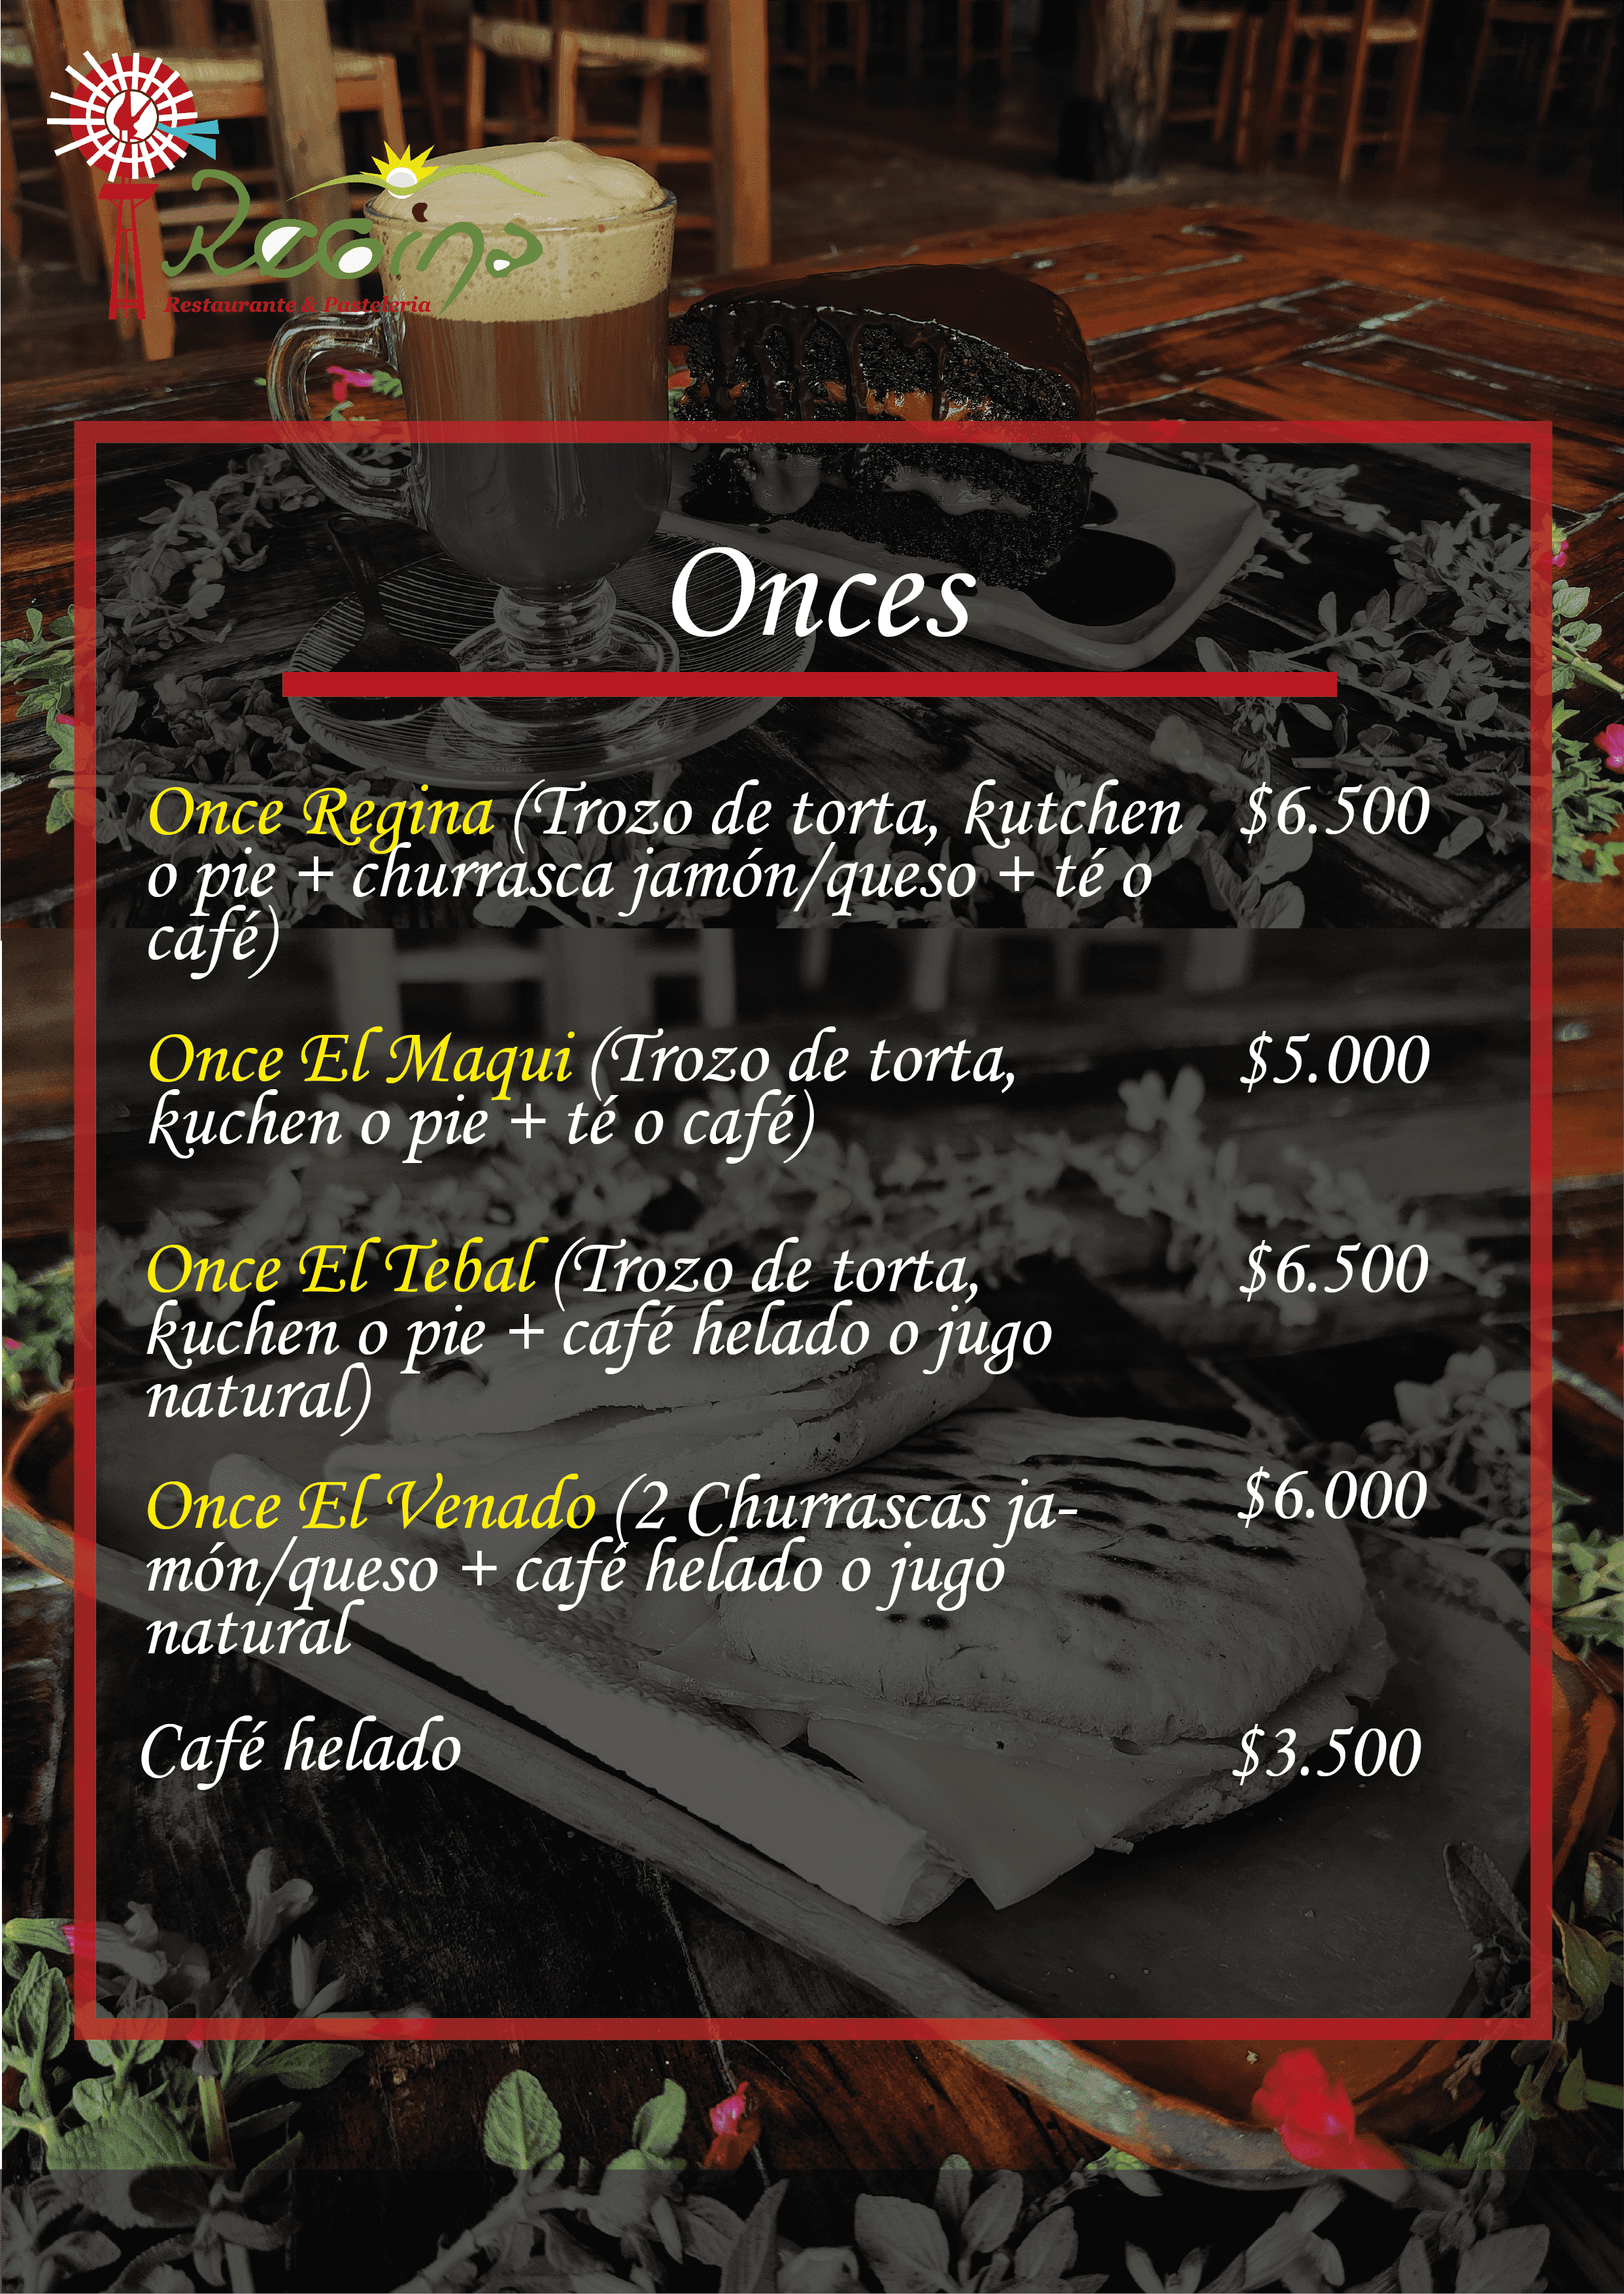 Regina
Restaurante & Pastelería
Onces
Once Regina (Trozo de torta, kutchen $6.500
o pie + churrasca jamón/queso + té o
café)
Once El Maqui (Trozo de torta, $5.000
kuchen o pie + té o café)
Once El Tebal (Trozo de torta, $6.500
kuchen o pie + café helado o jugo
natural)
Once El Venado (2 Churrascas ja- $6.000
món/queso + café helado o jugo
natural
Café helado $3.500